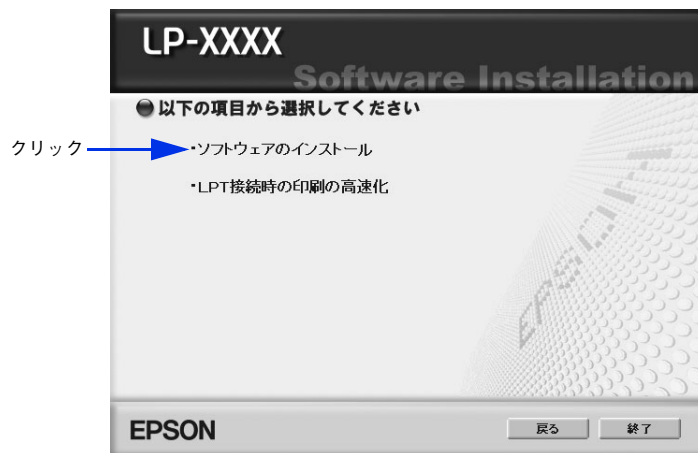 LP-XXXX
Software Installation
以下の項目から選択してください
クリック
・ソフトウェアのインストール
・LPT接続時の印刷の高速化
EPSON
EPSON
戻る
終了